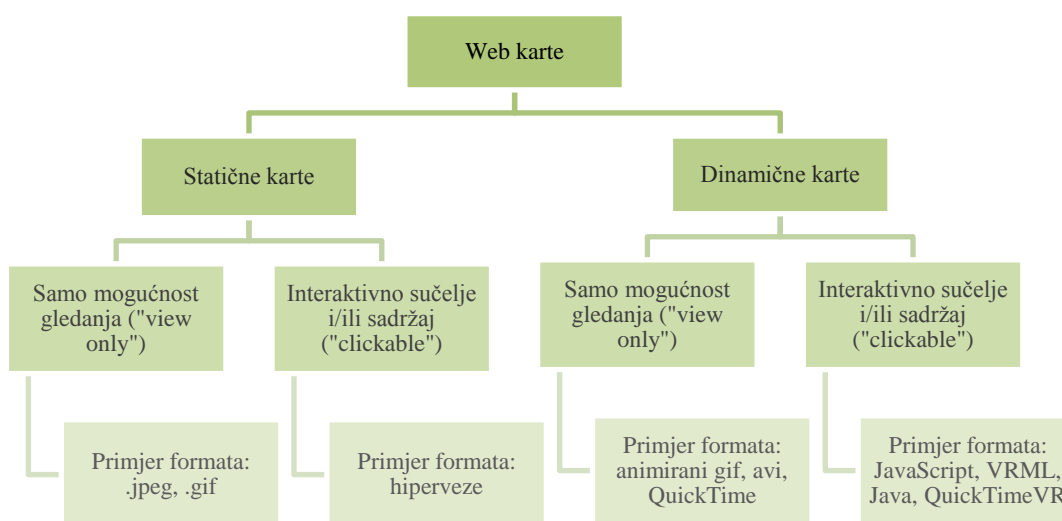 Web karte
Statične karte
Dinamične karte
Samo mogućnost
gledanja ("view
only")
Interaktivno sučelje
i/ili sadržaj
("clickable")
Samo mogućnost
gledanja ("view
only")
Interaktivno sučelje
i/ili sadržaj
("clickable")
Primjer formata:
.jpeg, .gif
Primjer formata:
hiperveze
Primjer formata:
animirani gif, avi,
QuickTime
Primjer formata:
JavaScript, VRML,
Java, QuickTimeVR